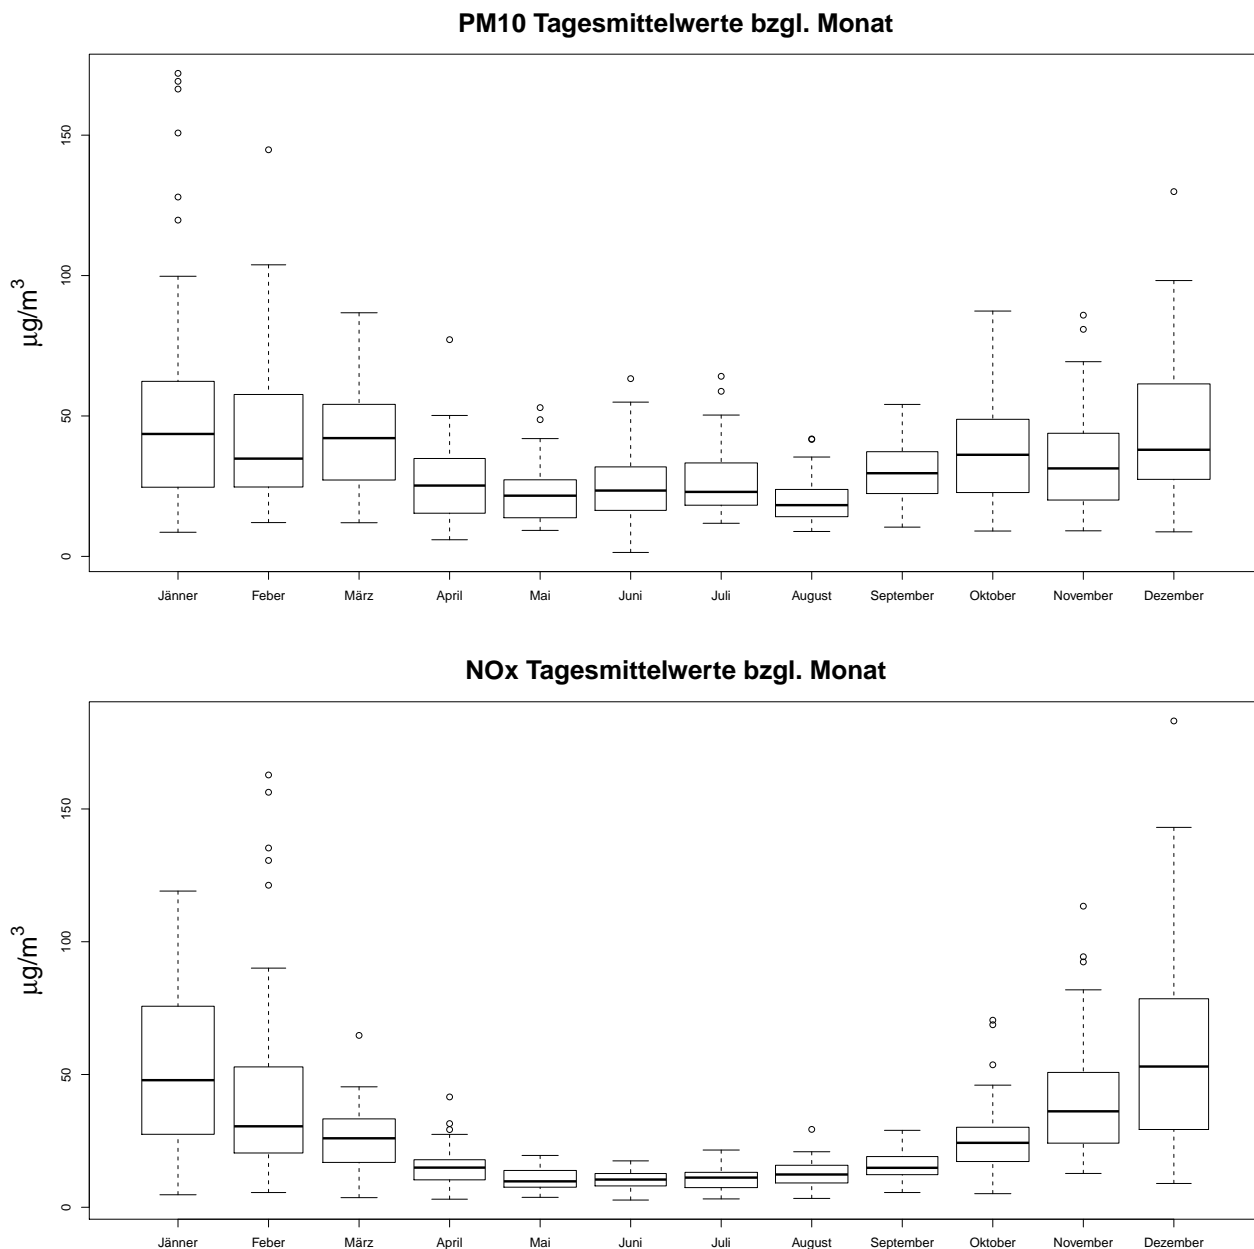 PM10 Tagesmittelwerte bzgl. Monat
µg/m³
150
100
50
0
Jänner Feber März April Mai Juni Juli August September Oktober November Dezember
NOx Tagesmittelwerte bzgl. Monat
µg/m³
150
100
50
0
Jänner Feber März April Mai Juni Juli August September Oktober November Dezember